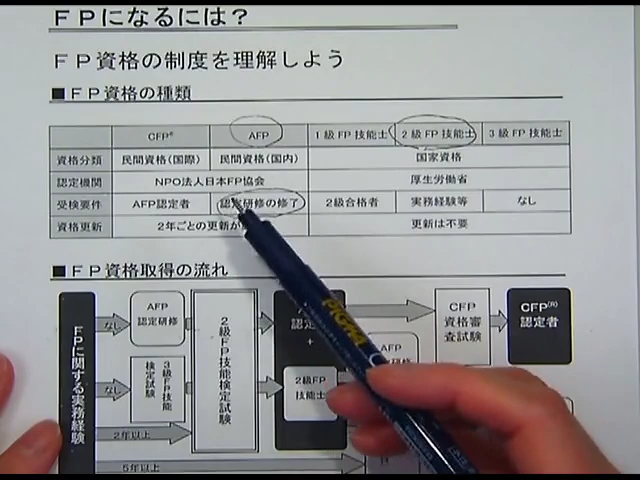 FPになるには？
FP資格の制度を理解しよう
■FP資格の種類
CFP® AFP 1級FP技能士 2級FP技能士 3級FP技能士
資格分類 民間資格(国際) 民間資格(国内) 国家資格
認定機関 NPO法人日本FP協会 厚生労働省
受検要件 AFP認定者 認定研修の修了 2級合格者 実務経験等 なし
資格更新 2年ごとの更新が 更新は不要
■FP資格取得の流れ
FPに関する実務経験
なし
AFP
認定研修
なし
3級FP技能
検定試験
2年以上
5年以上
2級FP技能検定試験
認定
+
2級FP
技能士
AFP
CFP
資格審
査試験
CFP(R)
認定者
PIGMA